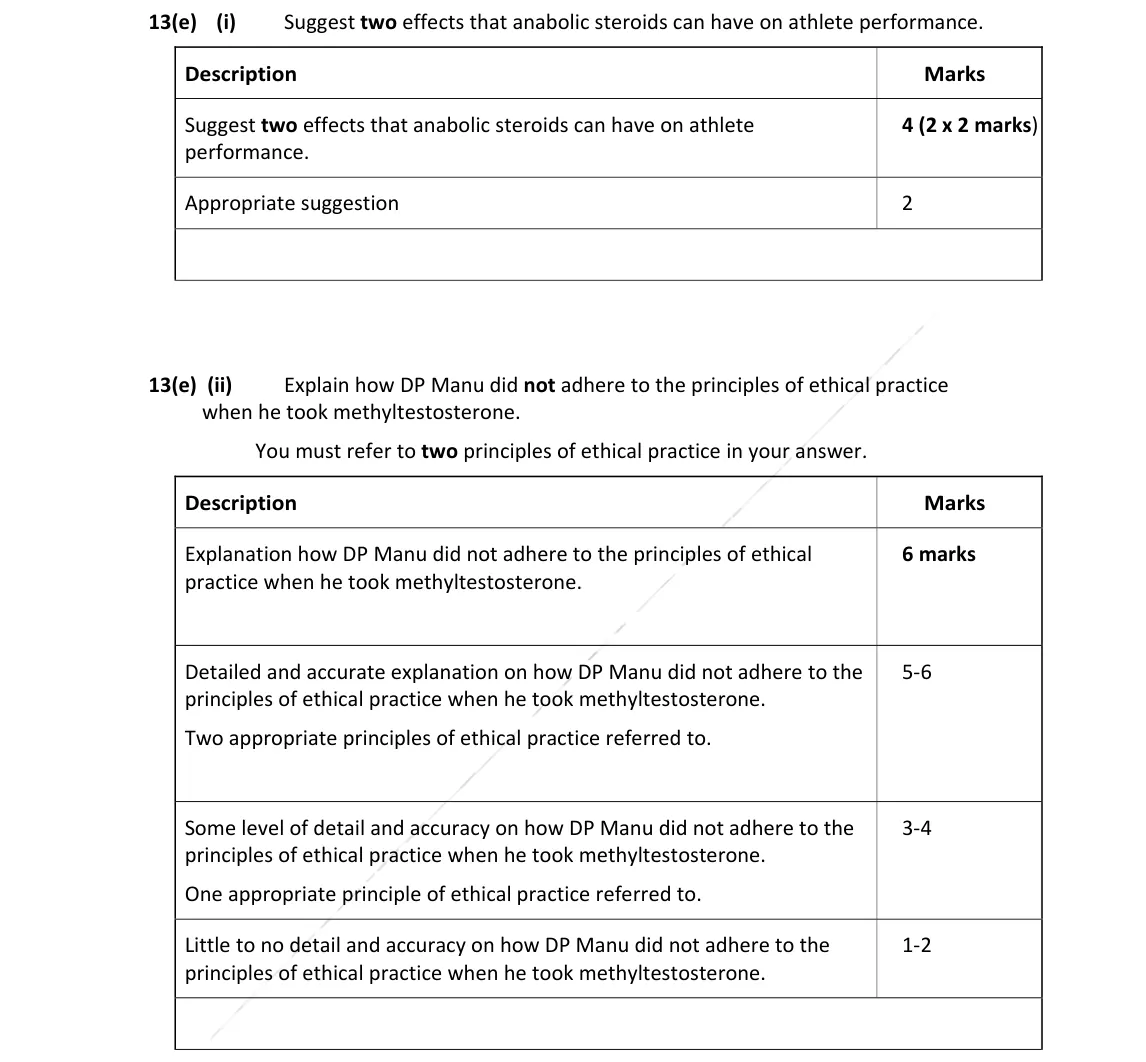 13(e) (i) Suggest two effects that anabolic steroids can have on athlete performance.
Description Marks
Suggest two effects that anabolic steroids can have on athlete 4 (2 x 2 marks)
performance.
Appropriate suggestion 2
13(e) (ii) Explain how DP Manu did not adhere to the principles of ethical practice
when he took methyltestosterone.
You must refer to two principles of ethical practice in your answer.
Description Marks
Explanation how DP Manu did not adhere to the principles of ethical 6 marks
practice when he took methyltestosterone.
Detailed and accurate explanation on how DP Manu did not adhere to the 5-6
principles of ethical practice when he took methyltestosterone.
Two appropriate principles of ethical practice referred to.
Some level of detail and accuracy on how DP Manu did not adhere to the 3-4
principles of ethical practice when he took methyltestosterone.
One appropriate principle of ethical practice referred to.
Little to no detail and accuracy on how DP Manu did not adhere to the 1-2
principles of ethical practice when he took methyltestosterone.